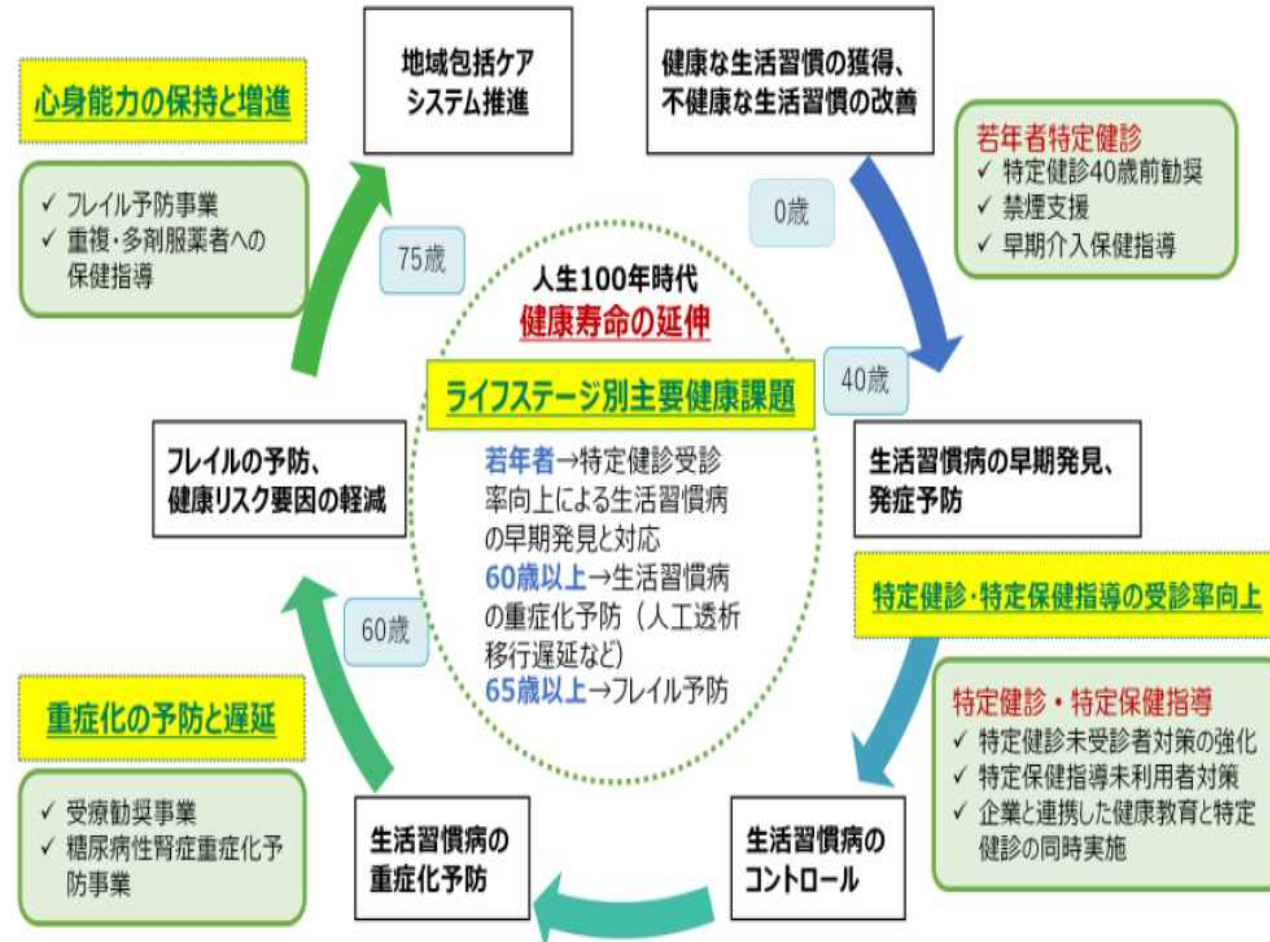 地域包括ケア
システム推進
健康な生活習慣の獲得、
不健康な生活習慣の改善
心身能力の保持と増進
✓ フレイル予防事業
✓ 重複・多剤服薬者への
保健指導
若年者特定健診
✓ 特定健診40歳前勧奨
✓ 禁煙支援
✓ 早期介入保健指導
0歳
75歳
人生100年時代
健康寿命の延伸
ライフステージ別主要健康課題
40歳
若年者→特定健診受診
率向上による生活習慣病
の早期発見と対応
60歳以上→生活習慣病
の重症化予防（人工透析
移行遅延など）
65歳以上→フレイル予防
フレイルの予防、
健康リスク要因の軽減
生活習慣病の早期発見、
発症予防
特定健診･特定保健指導の受診率向上
60歳
重症化の予防と遅延
✓ 受療勧奨事業
✓ 糖尿病性腎症重症化予
防事業
特定健診・特定保健指導
✓ 特定健診未受診者対策の強化
✓ 特定保健指導未利用者対策
✓ 企業と連携した健康教育と特定
健診の同時実施
生活習慣病の
重症化予防
生活習慣病の
コントロール